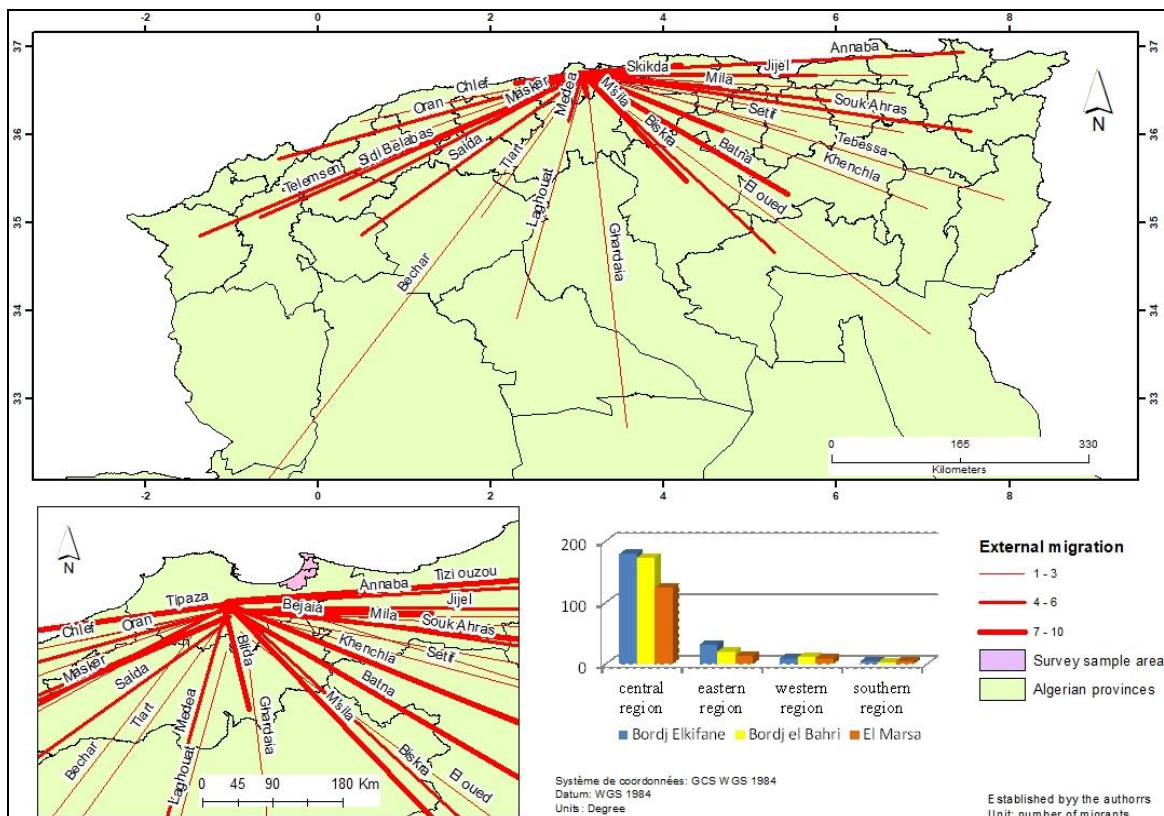 -2 0 2 4 6 8
37 37
36 36
35 35
34 34
33 33
-2 0 2 4 6 8
Annaba
Skikda
Jijel
Chlef
Oran
Masker
Medea
M'sila
Mila
Souk Ahras
Setif
Biskra
Tebessa
Sidi Belabas
Saida
Telemsen
Tiart
Batna
Khenchla
El oued
Laghouat
Ghardaia
Bechar
N
0 165 330
Kilometers
N
Tizi ouzou
Annaba
Tipaza
Bejaia
Jijel
Chlef
Oran
Mila
Souk Ahras
Blida
Khenchla
Setif
Masker
Saida
Batna
Medea
M'sila
Tiart
Ghardaia
Bechar
Biskra
El oued
Laghouat
0 45 90 180 Km
200
100
0
central region
eastern region
western region
southern region
Bordj Elkifane Bordj el Bahri El Marsa
External migration
1 - 3
4 - 6
7 - 10
Survey sample area
Algerian provinces
Système de coordonnées: GCS WGS 1984
Datum: WGS 1984
Units: Degree
Established byy the authorrs
Unit: number of migrants